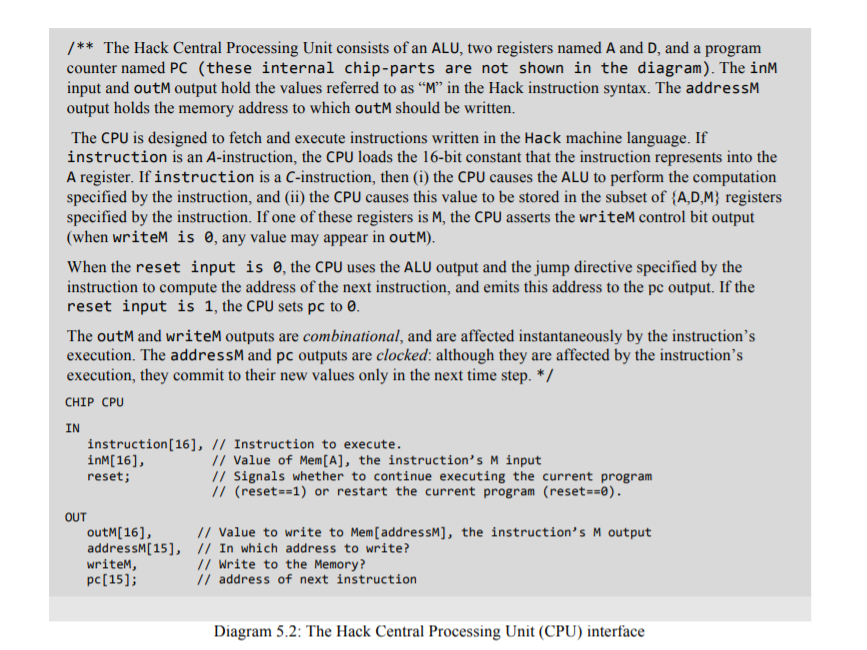 /** The Hack Central Processing Unit consists of an ALU, two registers named A and D, and a program
counter named PC (these internal chip-parts are not shown in the diagram). The inM
input and outM output hold the values referred to as “M” in the Hack instruction syntax. The addressM
output holds the memory address to which outM should be written.
The CPU is designed to fetch and execute instructions written in the Hack machine language. If
instruction is an A-instruction, the CPU loads the 16-bit constant that the instruction represents into the
A register. If instruction is a C-instruction, then (i) the CPU causes the ALU to perform the computation
specified by the instruction, and (ii) the CPU causes this value to be stored in the subset of {A,D,M} registers
specified by the instruction. If one of these registers is M, the CPU asserts the writeM control bit output
(when writeM is 0, any value may appear in outM).
When the reset input is 0, the CPU uses the ALU output and the jump directive specified by the
instruction to compute the address of the next instruction, and emits this address to the pc output. If the
reset input is 1, the CPU sets pc to 0.
The outM and writeM outputs are combinational, and are affected instantaneously by the instruction’s
execution. The addressM and pc outputs are clocked: although they are affected by the instruction’s
execution, they commit to their new values only in the next time step. */
CHIP CPU
IN
instruction[16], // Instruction to execute.
inM[16], // Value of Mem[A], the instruction’s M input
reset; // Signals whether to continue executing the current program
// (reset==1) or restart the current program (reset==0).
OUT
outM[16], // Value to write to Mem[addressM], the instruction’s M output
addressM[15], // In which address to write?
writeM, // Write to the Memory?
pc[15]; // address of next instruction
Diagram 5.2: The Hack Central Processing Unit (CPU) interface